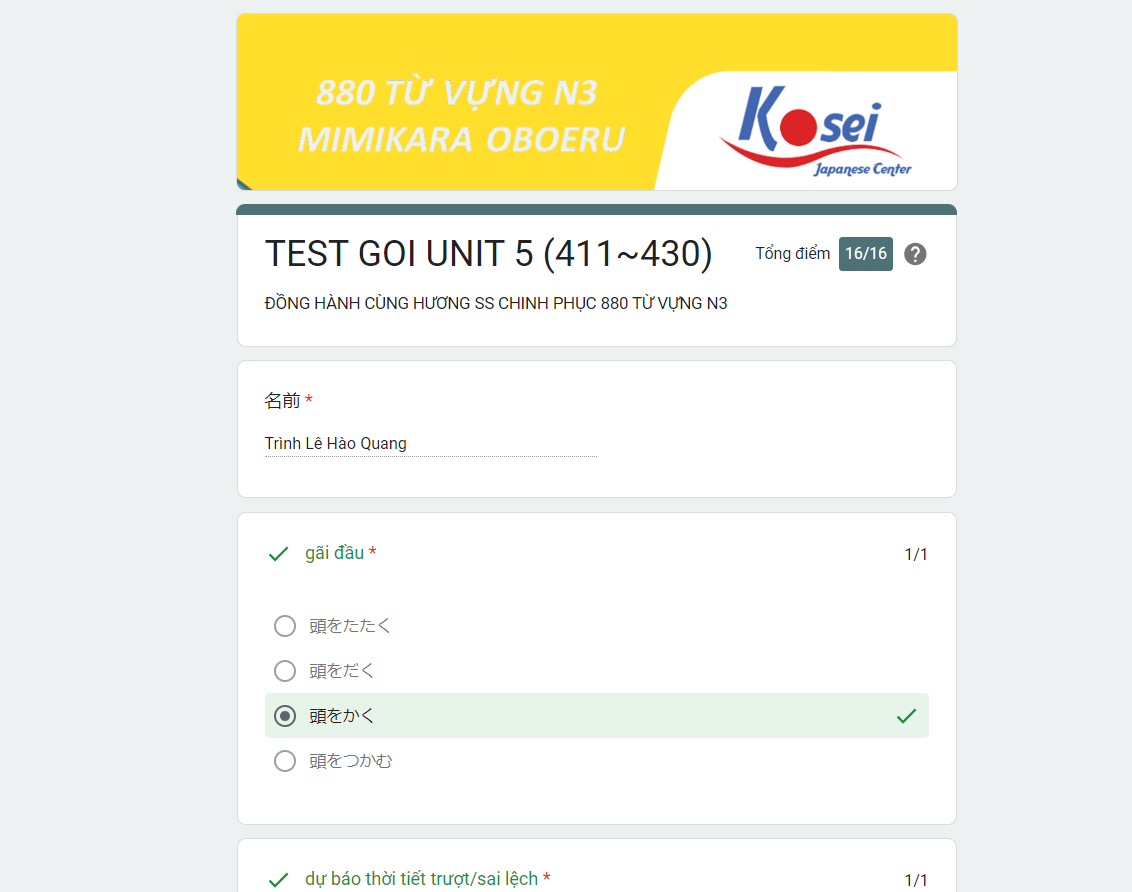 880 TỪ VỰNG N3
MIMIKARA OBOERU
Kosei
Japanese Center
TEST GOI UNIT 5 (411~430)
Tổng điểm 16/16
ĐỒNG HÀNH CÙNG HƯƠNG SS CHINH PHỤC 880 TỪ VỰNG N3
名前 *
Trình Lê Hào Quang
gãi đầu * 1/1
頭をたたく
頭をだく
頭をかく
頭をつかむ
dự báo thời tiết trượt/sai lệch * 1/1